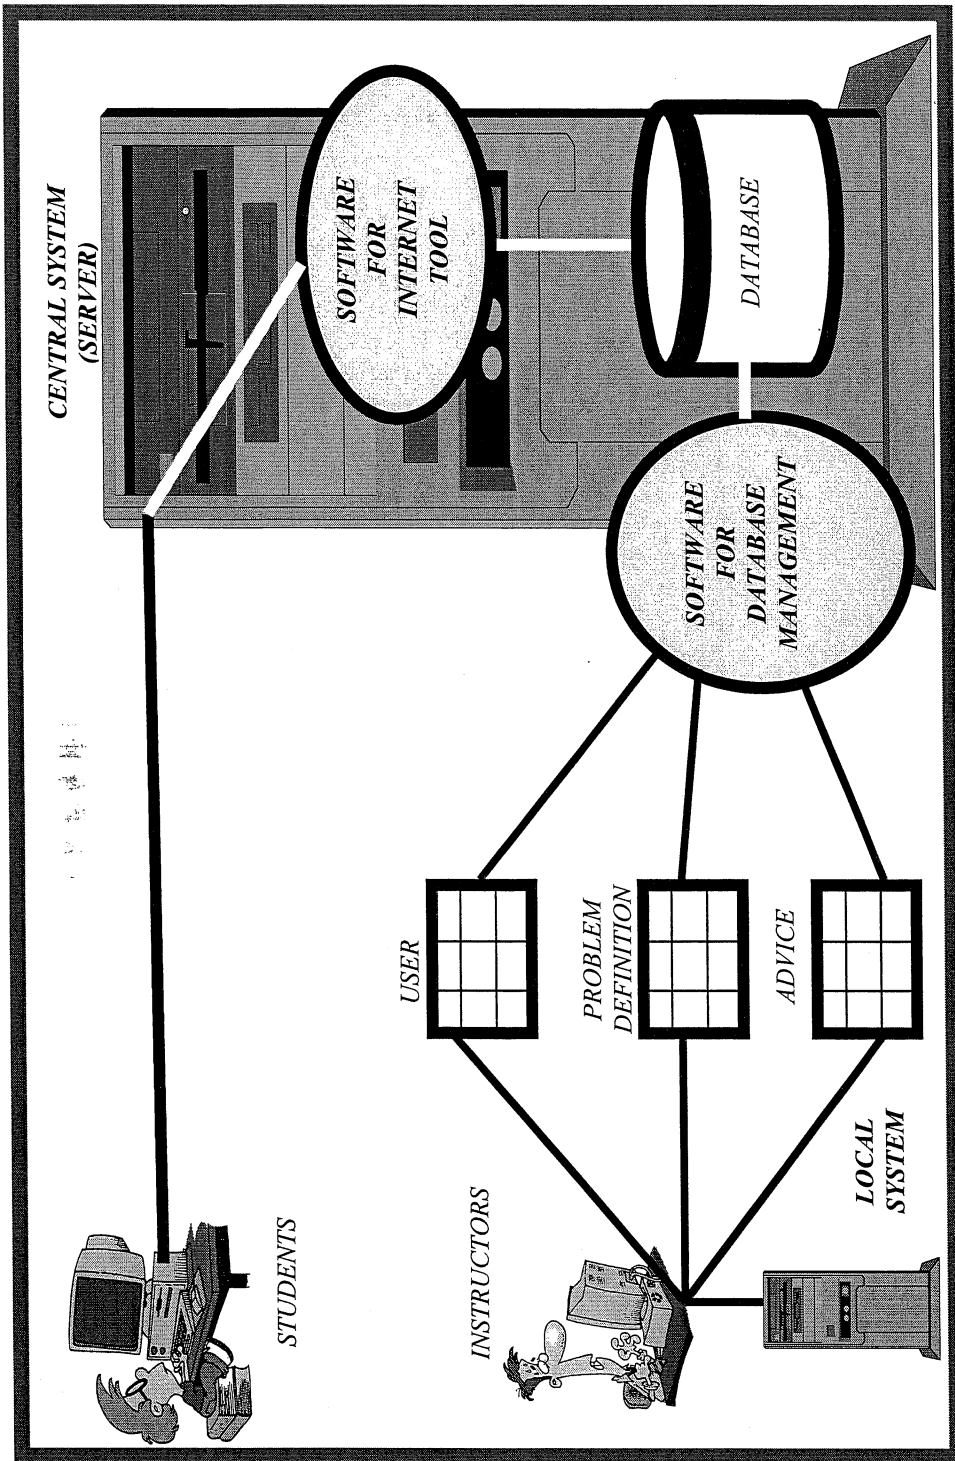 CENTRAL SYSTEM
(SERVER)
SOFTWARE
FOR
INTERNET
TOOL
DATABASE
SOFTWARE
FOR
DATABASE
MANAGEMENT
USER
PROBLEM
DEFINITION
ADVICE
STUDENTS
INSTRUCTORS
LOCAL
SYSTEM